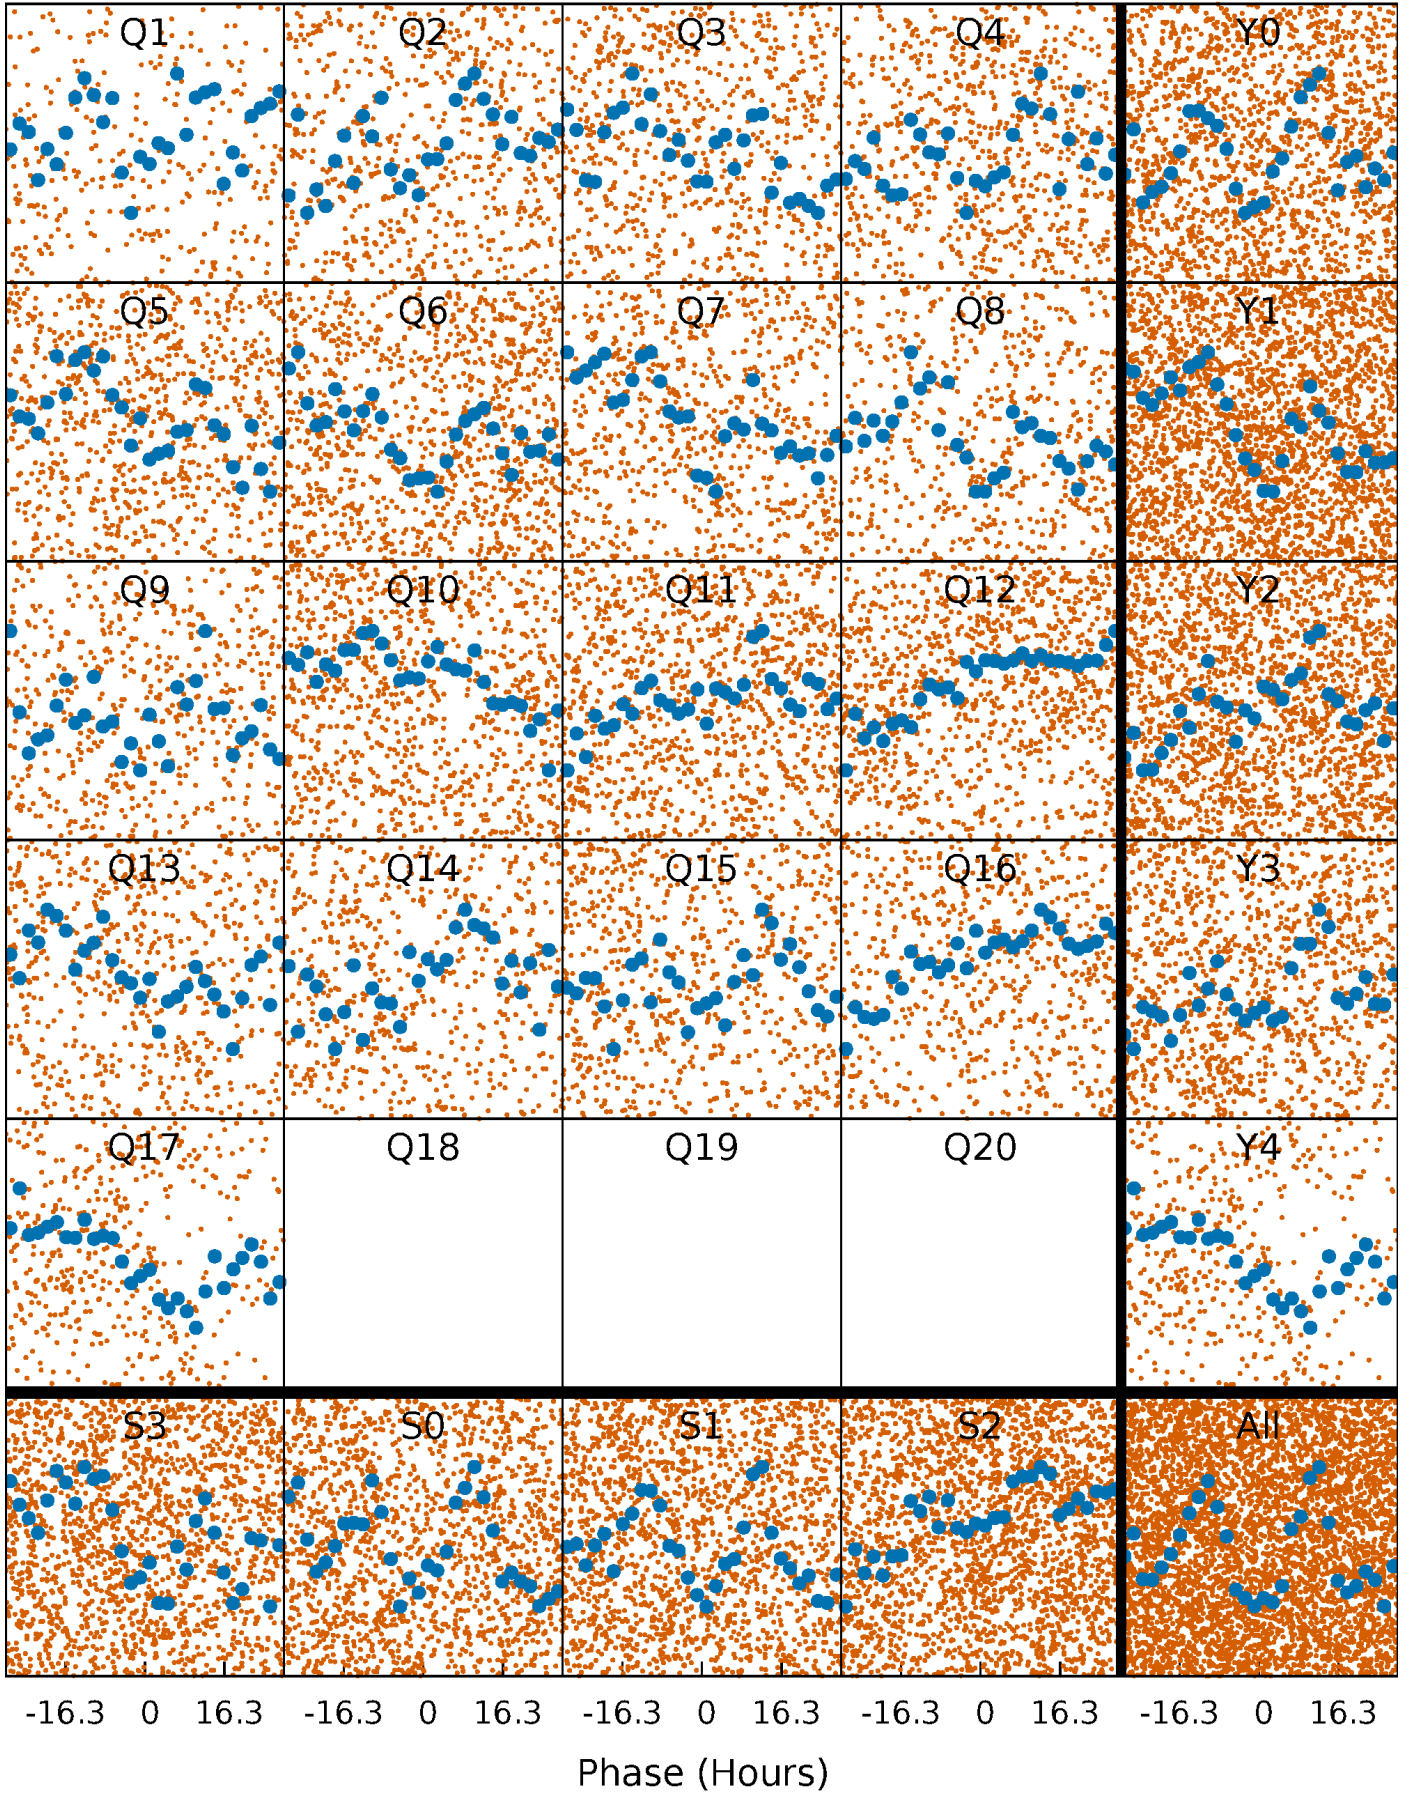 Q1 Q2 Q3 Q4 Y0
Q5 Q6 Q7 Q8 Y1
Q9 Q10 Q11 Q12 Y2
Q13 Q14 Q15 Q16 Y3
Q17 Q18 Q19 Q20 Y4
S3 S0 S1 S2 All
-16.3 0 16.3 -16.3 0 16.3 -16.3 0 16.3 -16.3 0 16.3 -16.3 0 16.3
Phase (Hours)